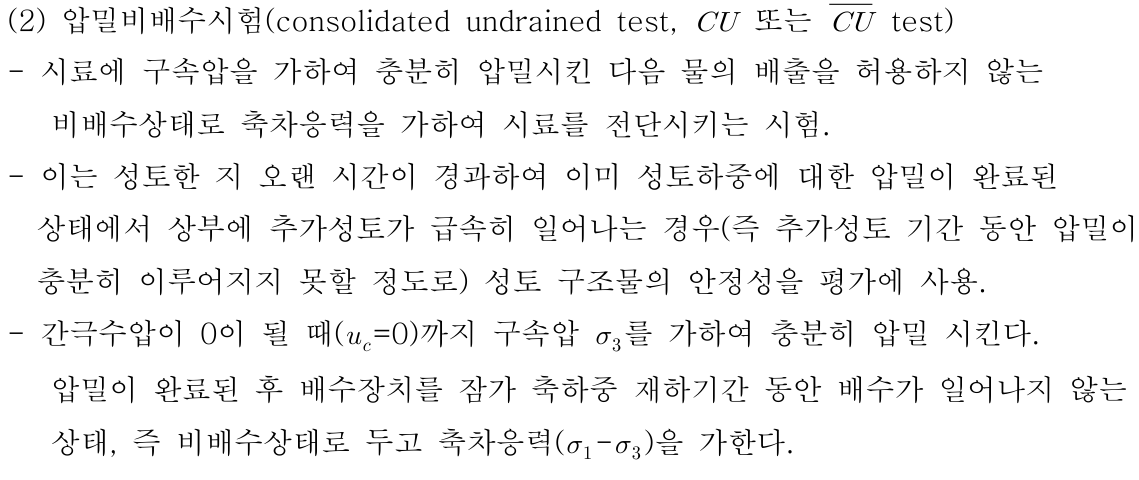 (2) 압밀비배수시험(consolidated undrained test, CU 또는 C̅U̅ test)
- 시료에 구속압을 가하여 충분히 압밀시킨 다음 물의 배출을 허용하지 않는
비배수상태로 축차응력을 가하여 시료를 전단시키는 시험.
- 이는 성토한 지 오랜 시간이 경과하여 이미 성토하중에 대한 압밀이 완료된
상태에서 상부에 추가성토가 급속히 일어나는 경우(즉 추가성토 기간 동안 압밀이
충분히 이루어지지 못할 정도로) 성토 구조물의 안정성을 평가에 사용.
- 간극수압이 0이 될 때(u_c=0)까지 구속압 σ₃를 가하여 충분히 압밀 시킨다.
압밀이 완료된 후 배수장치를 잠가 축하중 재하기간 동안 배수가 일어나지 않는
상태, 즉 비배수상태로 두고 축차응력(σ₁-σ₃)을 가한다.